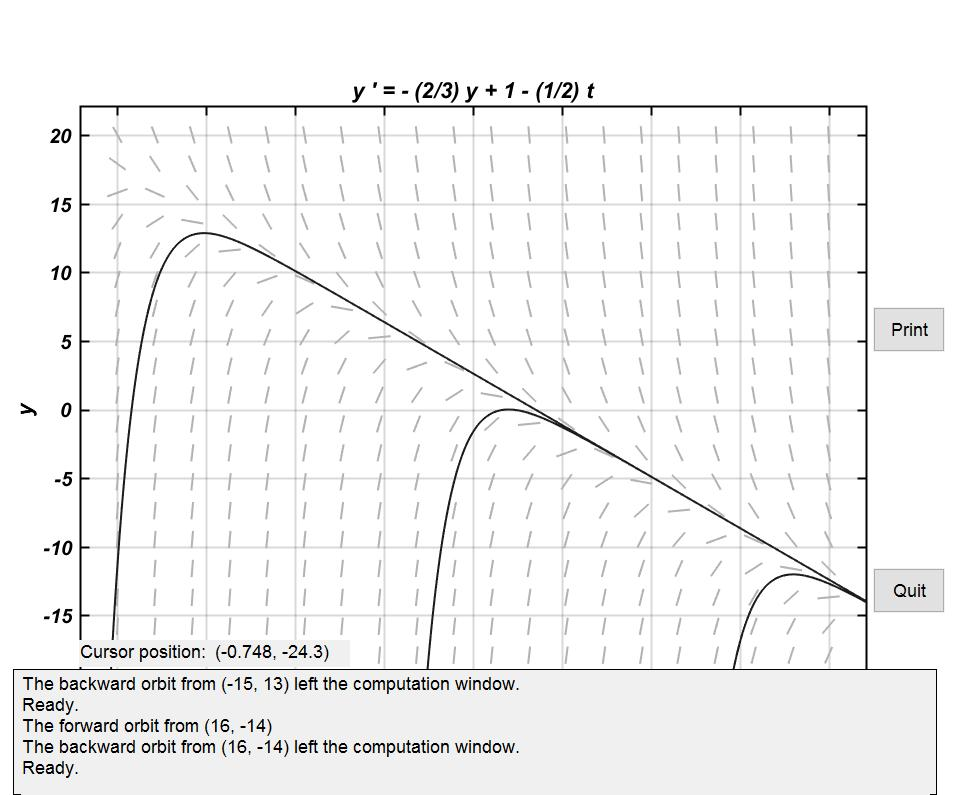 y ' = - (2/3) y + 1 - (1/2) t
20
15
10
5
0
-5
-10
-15
y
Print
Quit
Cursor position: (-0.748, -24.3)
The backward orbit from (-15, 13) left the computation window.
Ready.
The forward orbit from (16, -14)
The backward orbit from (16, -14) left the computation window.
Ready.